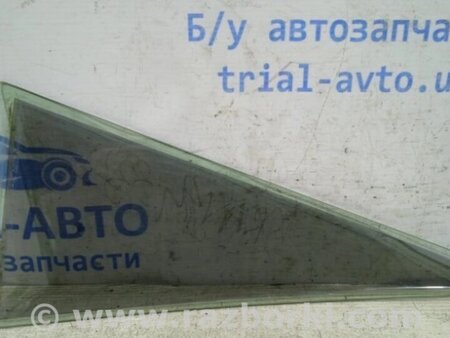 Б/у автозапча
trial-avto.u
-АВТО
запчасти
© www.razborki.com